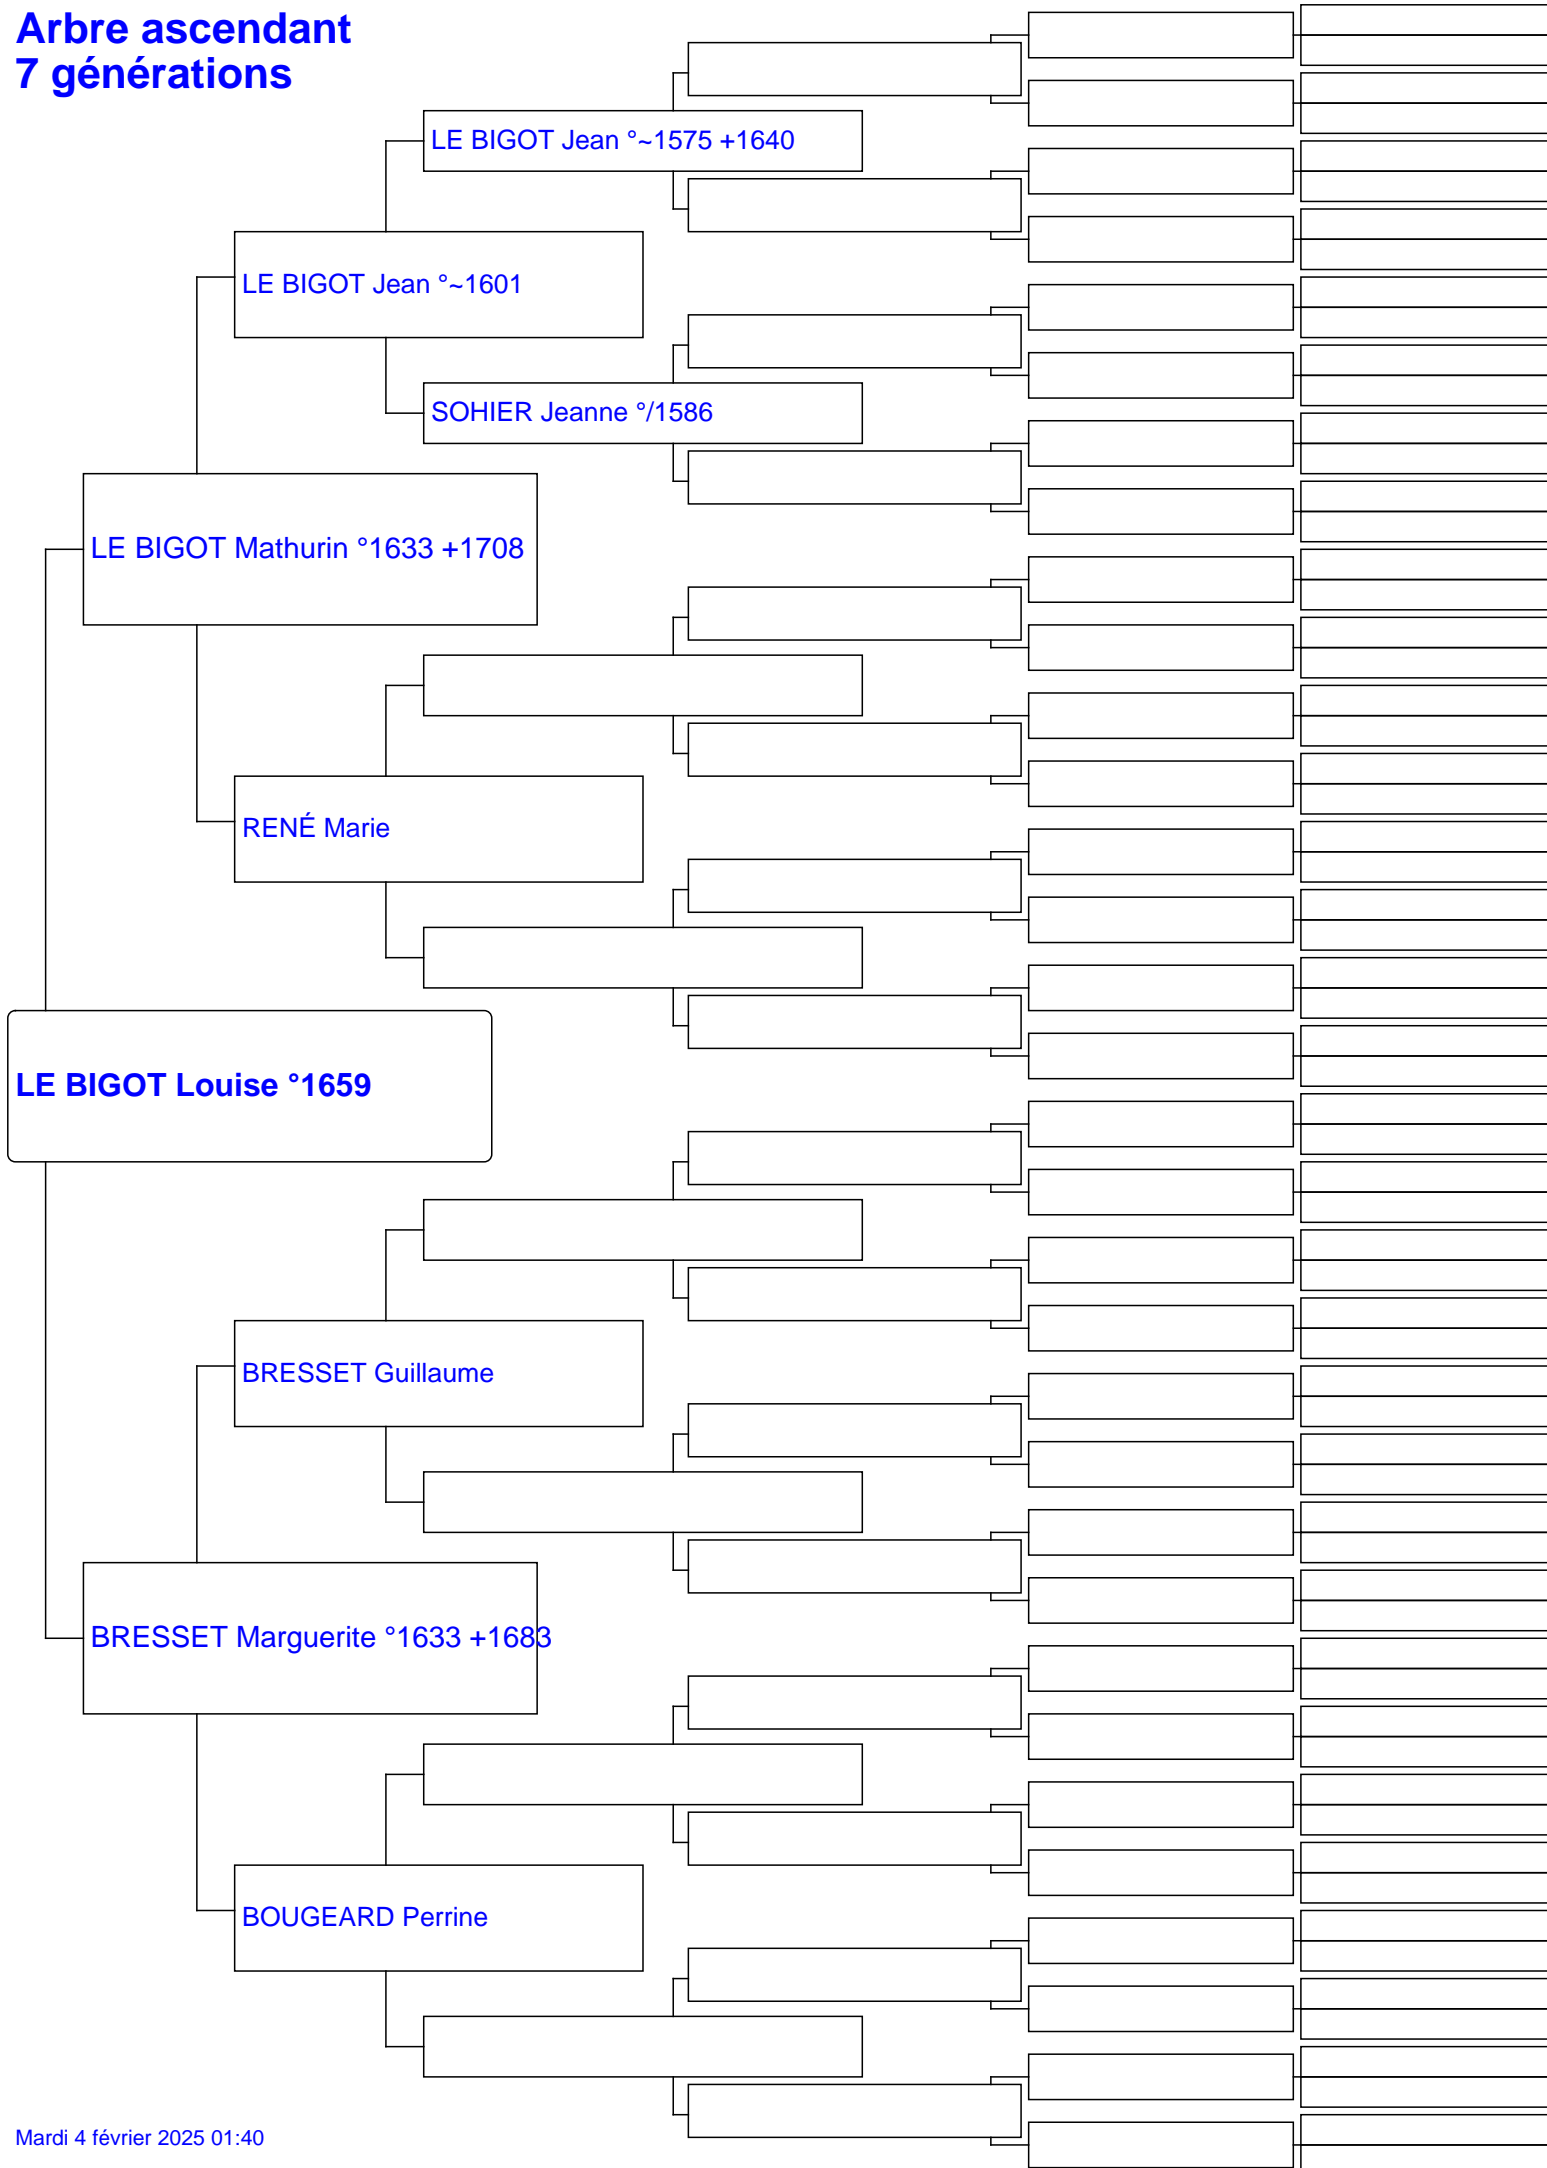 Arbre ascendant
7 générations
LE BIGOT Jean °~1575 +1640
LE BIGOT Jean °~1601
SOHIER Jeanne °/1586
LE BIGOT Mathurin °1633 +1708
RENÉ Marie
LE BIGOT Louise °1659
BRESSET Guillaume
BRESSET Marguerite °1633 +1683
BOUGEARD Perrine
Mardi 4 février 2025 01:40